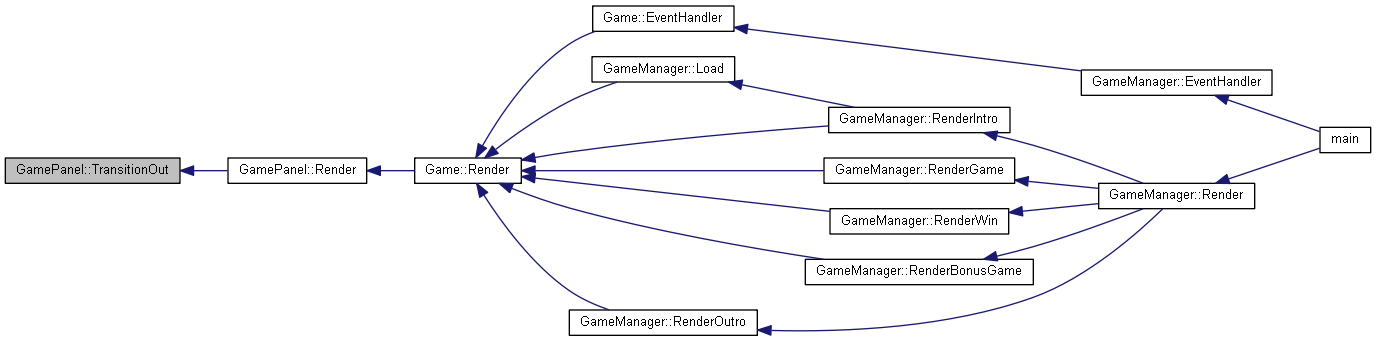 Game::EventHandler
GameManager::Load
GameManager::EventHandler
GameManager::RenderIntro
main
GamePanel::TransitionOut
GamePanel::Render
Game::Render
GameManager::RenderGame
GameManager::Render
GameManager::RenderWin
GameManager::RenderBonusGame
GameManager::RenderOutro